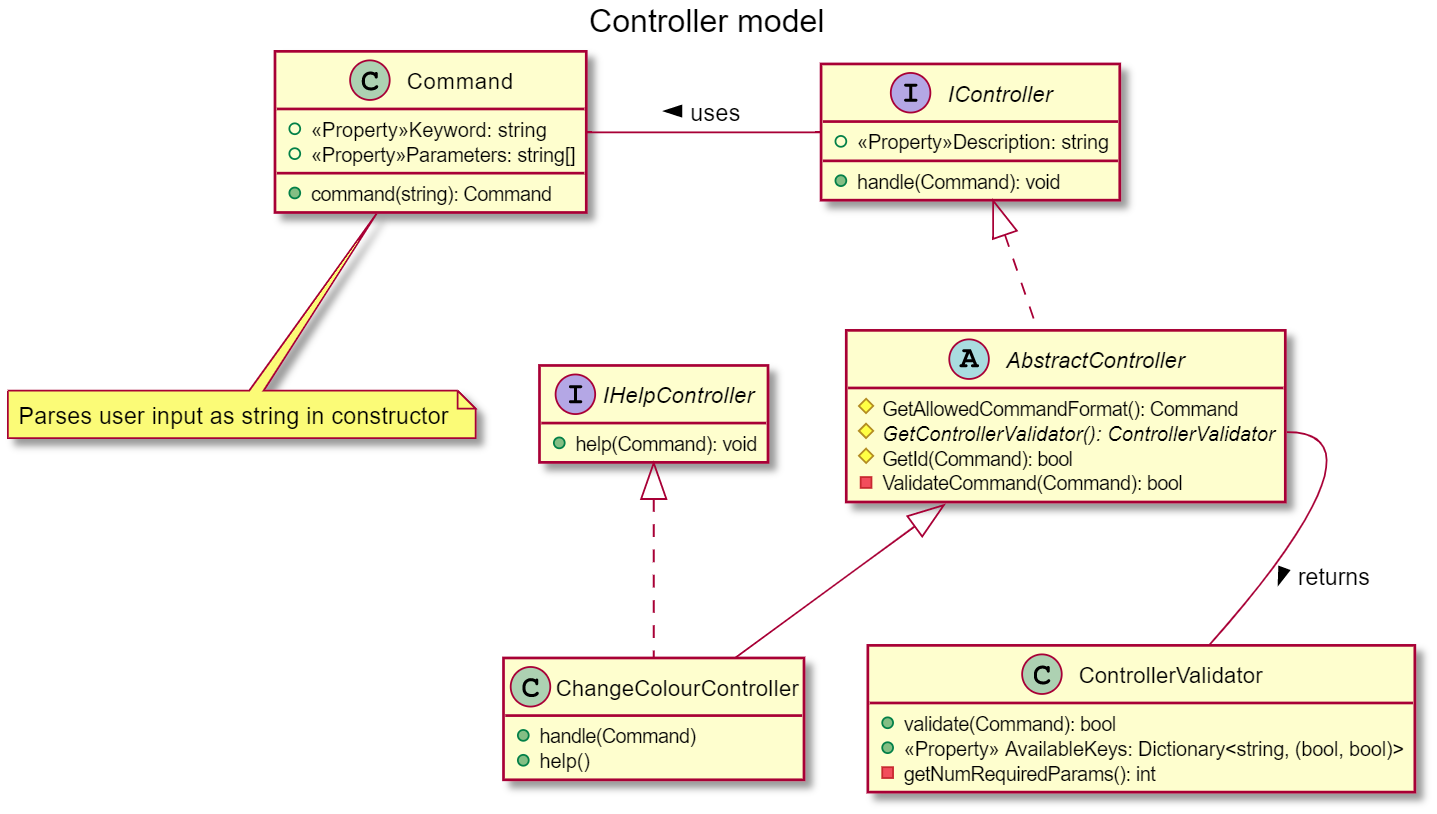 Controller model
C Command
«Property»Keyword: string
«Property»Parameters: string[]
command(string): Command
uses
I IController
«Property»Description: string
handle(Command): void
Parses user input as string in constructor
I IHelpController
help(Command): void
A AbstractController
GetAllowedCommandFormat(): Command
GetControllerValidator(): ControllerValidator
GetId(Command): bool
ValidateCommand(Command): bool
returns
C ChangeColourController
handle(Command)
help()
C ControllerValidator
validate(Command): bool
«Property» AvailableKeys: Dictionary<string, (bool, bool)>
getNumRequiredParams(): int